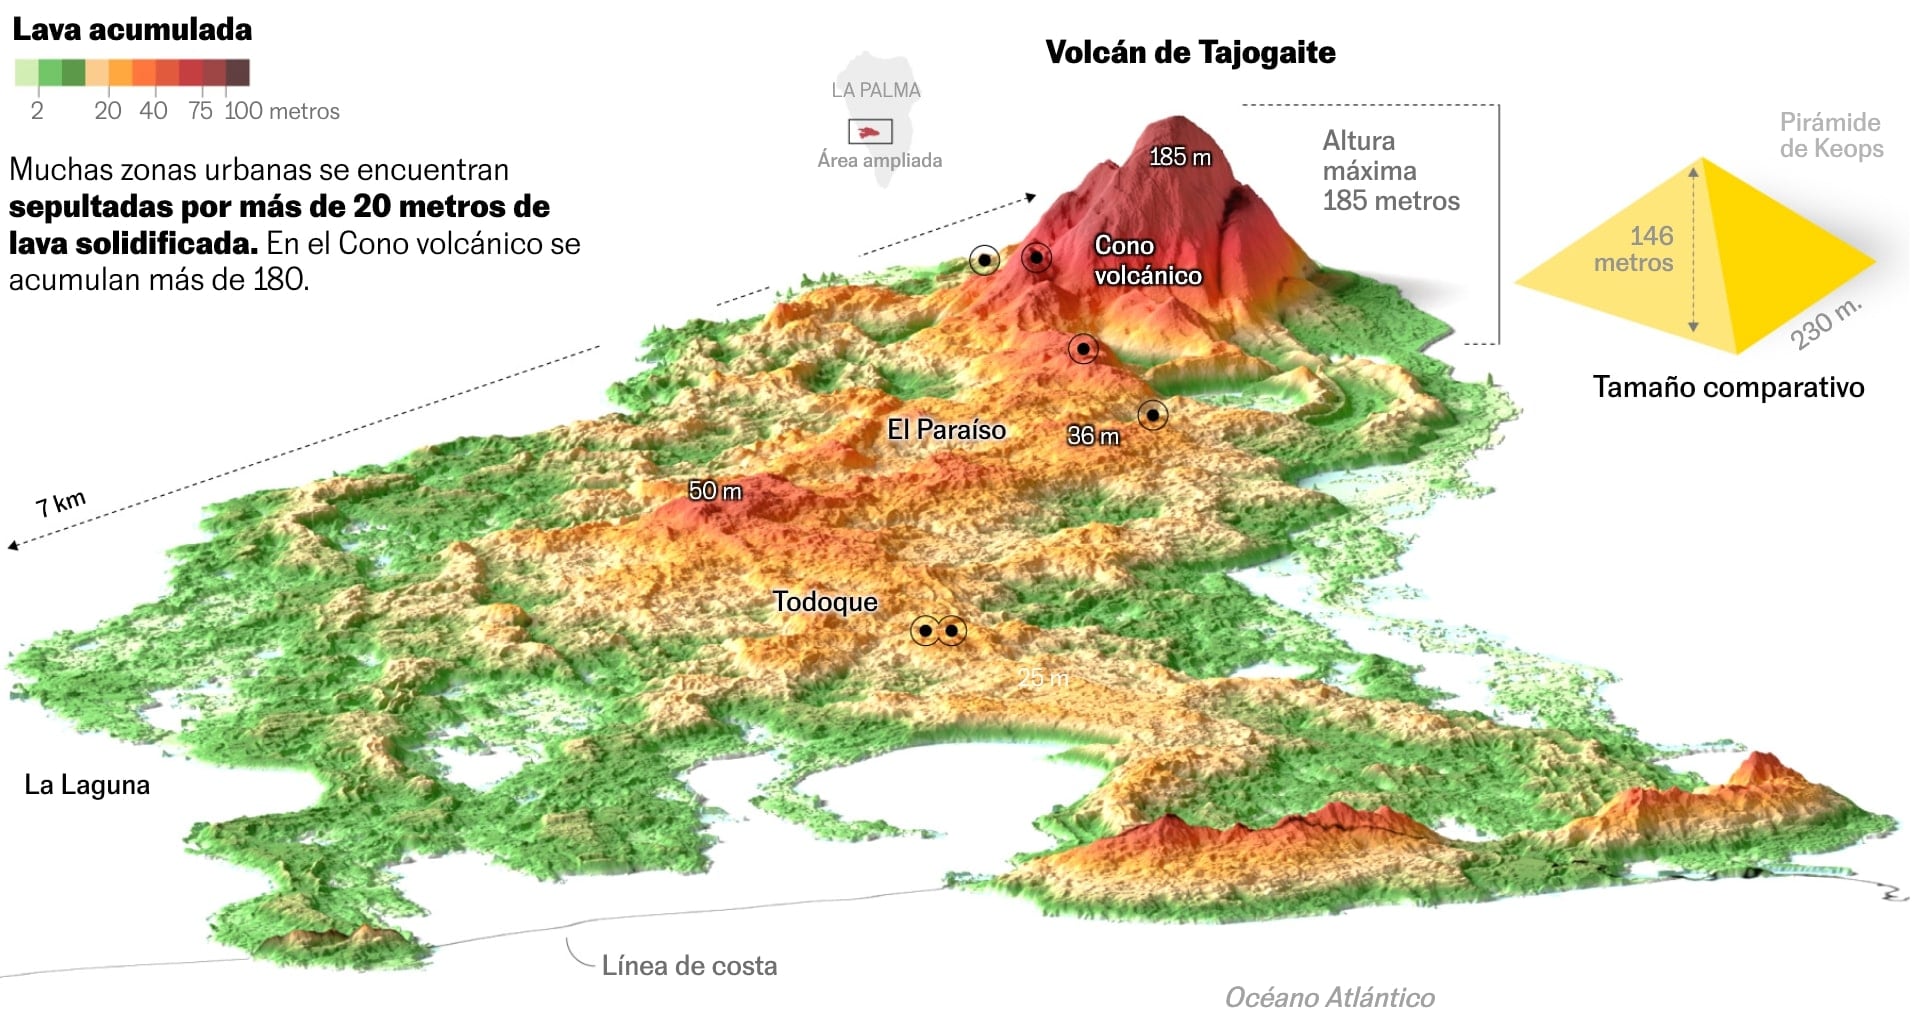 Lava acumulada
2 20 40 75 100 metros
Muchas zonas urbanas se encuentran
sepultadas por más de 20 metros de
lava solidificada. En el Cono volcánico se
acumulan más de 180.
LA PALMA
Área ampliada
Volcán de Tajogaite
185 m
Altura
máxima
185 metros
Cono
volcánico
Pirámide
de Keops
146
metros
230 m.
Tamaño comparativo
El Paraíso
36 m
50 m
7 km
Todoque
25 m
La Laguna
Línea de costa
Océano Atlántico